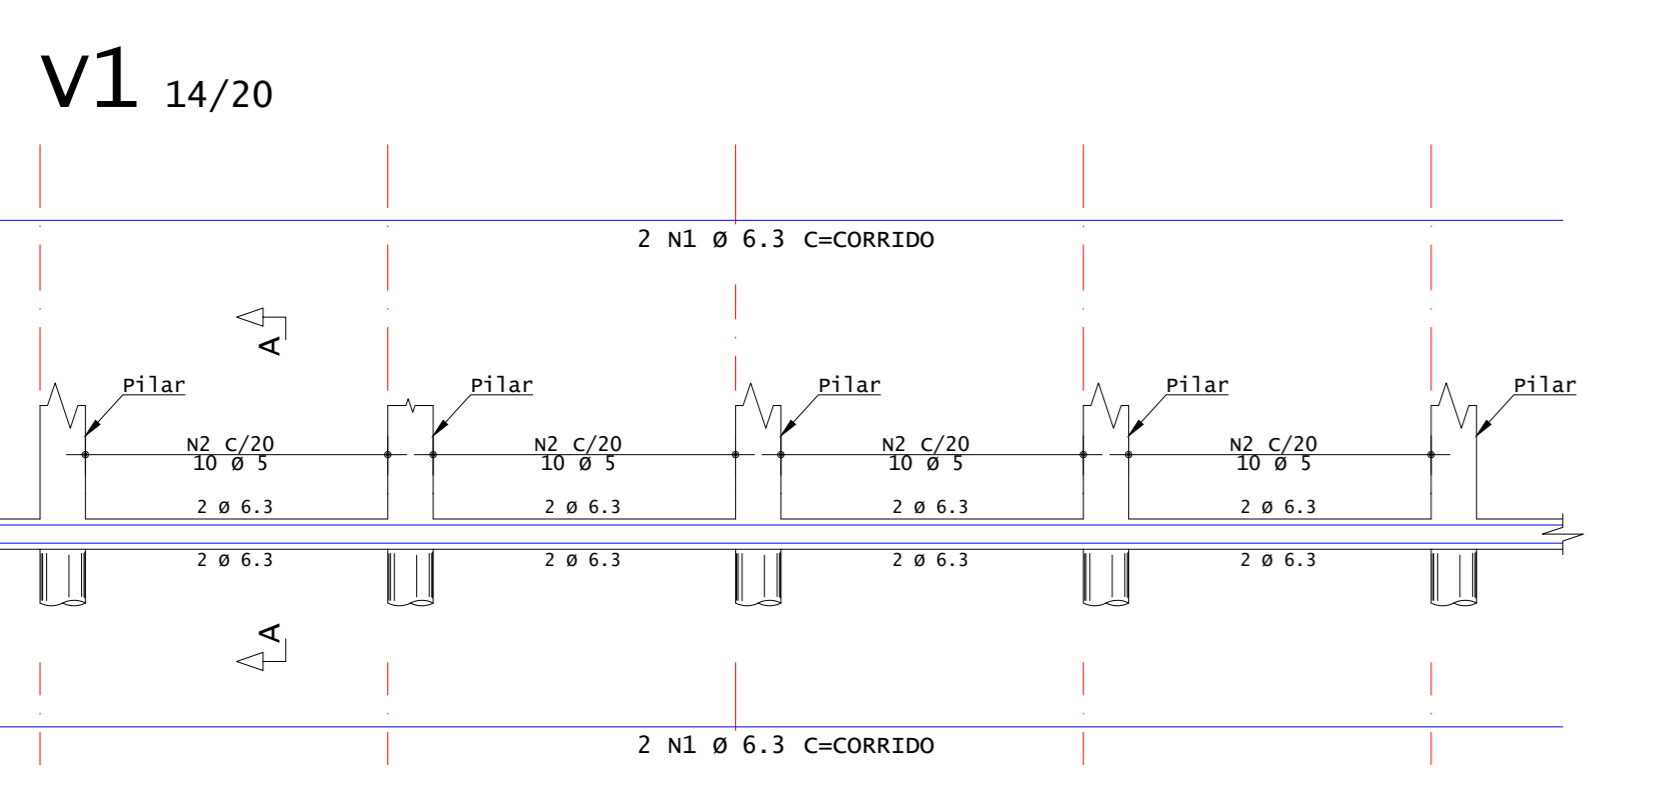 V1 14/20
2 N1 Ø 6.3 C=CORRIDO
A
Pilar Pilar Pilar Pilar Pilar
N2 C/20 N2 C/20 N2 C/20 N2 C/20
10 Ø 5 10 Ø 5 10 Ø 5 10 Ø 5
2 Ø 6.3 2 Ø 6.3 2 Ø 6.3 2 Ø 6.3
2 Ø 6.3 2 Ø 6.3 2 Ø 6.3 2 Ø 6.3
A
2 N1 Ø 6.3 C=CORRIDO